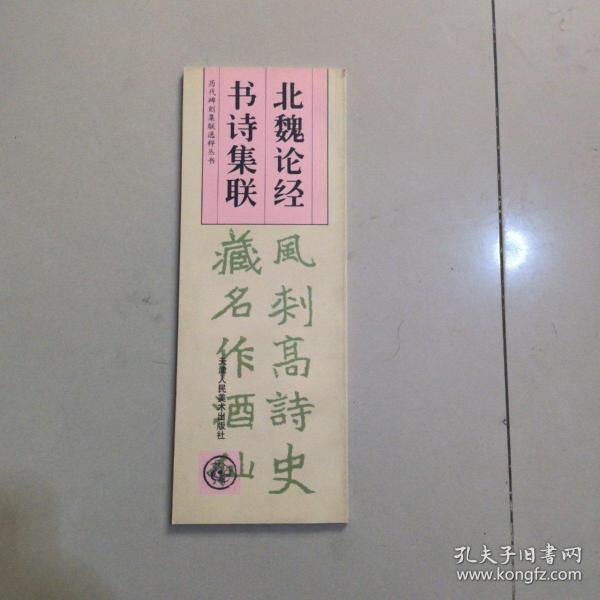 北魏论经
书诗集联
历代碑刻集联选粹丛书
風刺高詩史
藏名作酒仙
天津人民美术出版社
孔夫子旧书网
www.kongfz.com